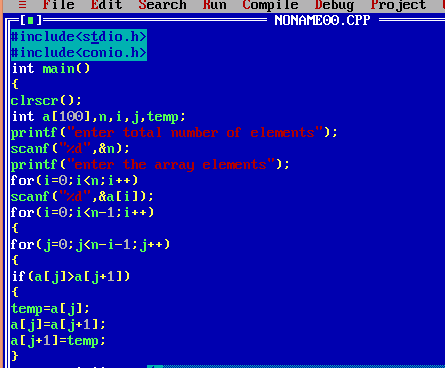 ≡ File Edit Search Run Compile Debug Project
[■] NONAME00.CPP
#include<stdio.h>
#include<conio.h>
int main()
{
clrscr();
int a[100],n,i,j,temp;
printf("enter total number of elements");
scanf("%d",&n);
printf("enter the array elements");
for(i=0;i<n;i++)
scanf("%d",&a[i]);
for(i=0;i<n-1;i++)
{
for(j=0;j<n-i-1;j++)
{
if(a[j]>a[j+1])
{
temp=a[j];
a[j]=a[j+1];
a[j+1]=temp;
}